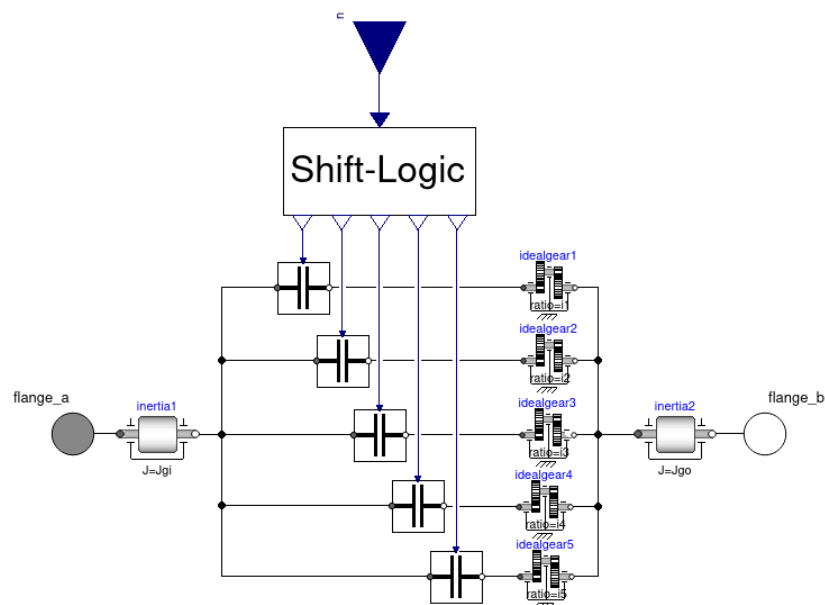 u
Shift-Logic
idealgear1
ratio=i1
idealgear2
ratio=i2
flange_a
inertia1
J=Jgi
idealgear3
ratio=i3
inertia2
J=Jgo
flange_b
idealgear4
ratio=i4
idealgear5
ratio=i5